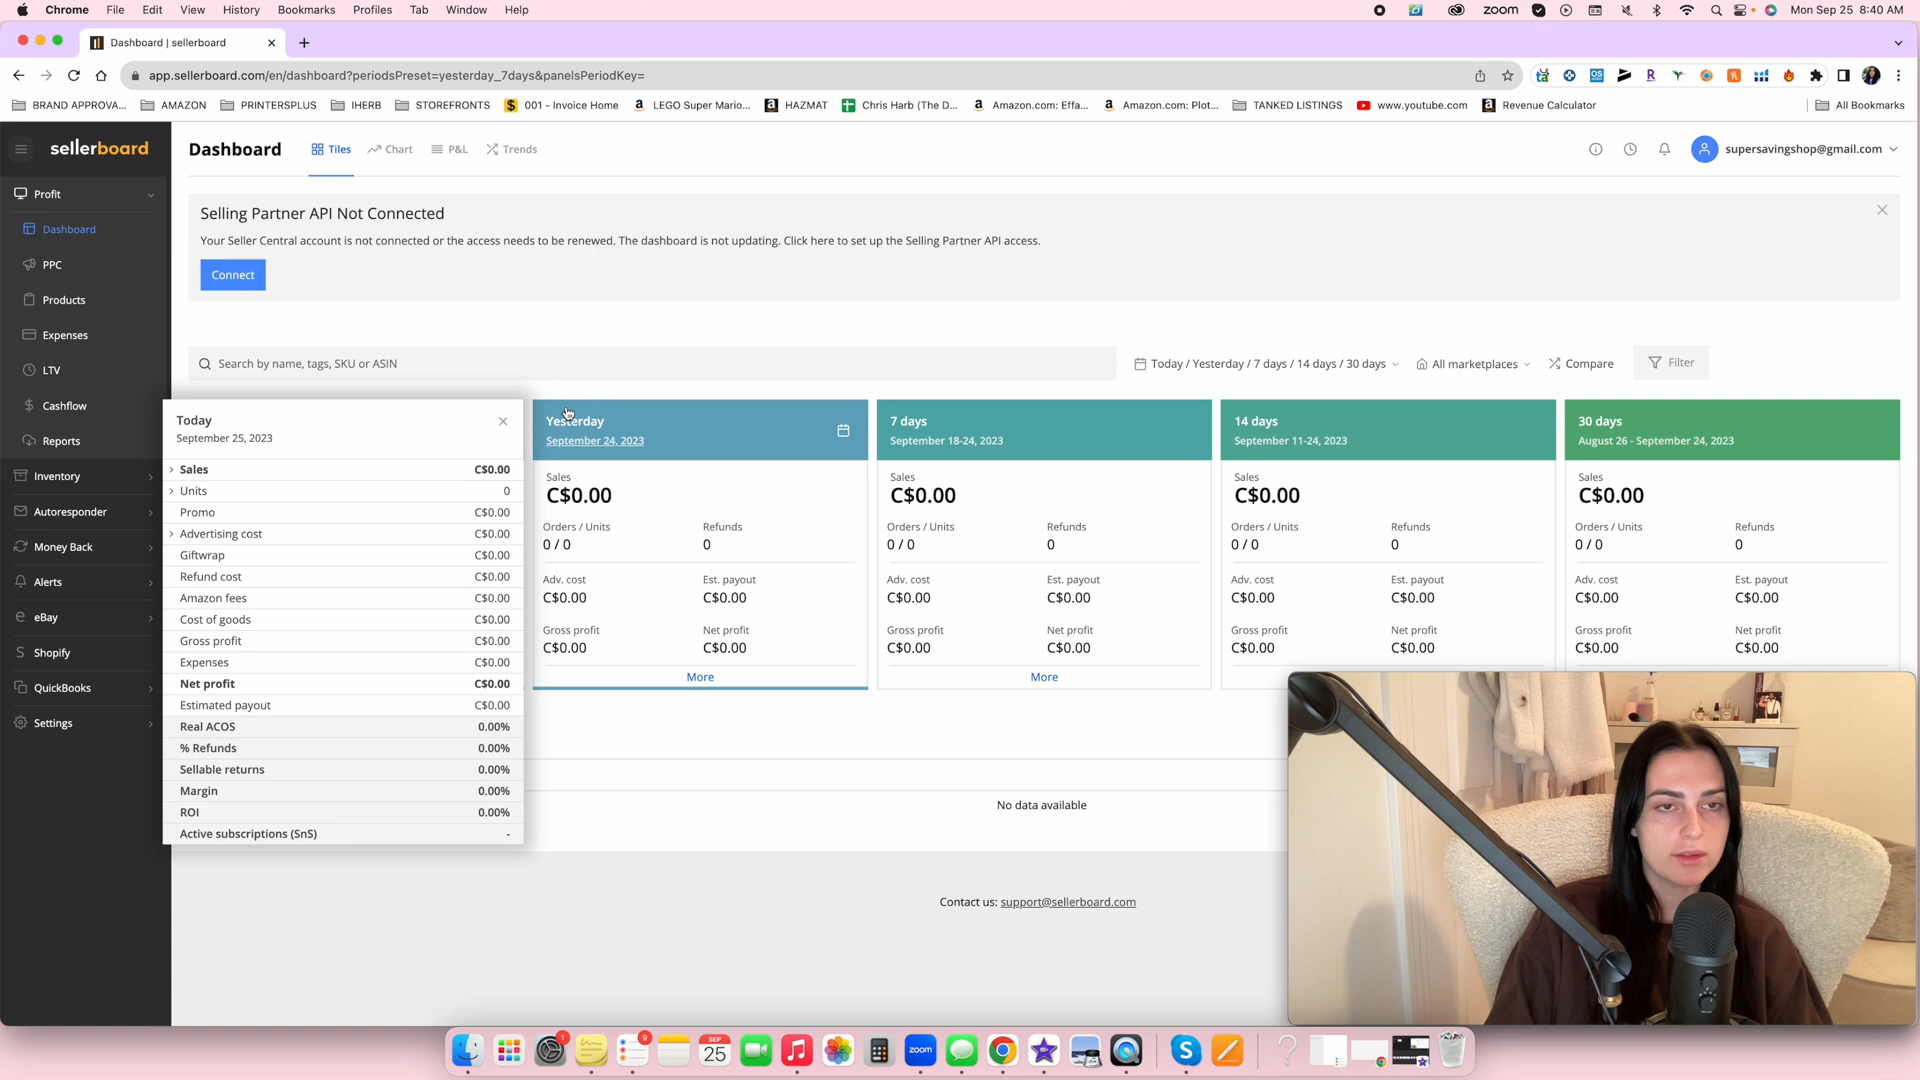 Chrome File Edit View History Bookmarks Profiles Tab Window Help
zoom Mon Sep 25 8:40 AM
Dashboard | sellerboard
app.sellerboard.com/en/dashboard?periodsPreset=yesterday_7days&panelsPeriodKey=
BRAND APPROVA... AMAZON PRINTERSPLUS IHERB STOREFRONTS 001 - Invoice Home LEGO Super Mario... HAZMAT Chris Harb (The D... Amazon.com: Effa... Amazon.com: Plot... TANKED LISTINGS www.youtube.com Revenue Calculator All Bookmarks
sellerboard
Profit
Dashboard
PPC
Products
Expenses
LTV
Cashflow
Reports
Inventory
Autoresponder
Money Back
Alerts
eBay
Shopify
QuickBooks
Settings
Dashboard Tiles Chart P&L Trends supersavingshop@gmail.com
Selling Partner API Not Connected
Your Seller Central account is not connected or the access needs to be renewed. The dashboard is not updating. Click here to set up the Selling Partner API access.
Connect
Search by name, tags, SKU or ASIN Today / Yesterday / 7 days / 14 days / 30 days All marketplaces Compare Filter
Today
September 25, 2023
Sales C$0.00
Units 0
Promo C$0.00
Advertising cost C$0.00
Giftwrap C$0.00
Refund cost C$0.00
Amazon fees C$0.00
Cost of goods C$0.00
Gross profit C$0.00
Expenses C$0.00
Net profit C$0.00
Estimated payout C$0.00
Real ACOS 0.00%
% Refunds 0.00%
Sellable returns 0.00%
Margin 0.00%
ROI 0.00%
Active subscriptions (SnS) -
Yesterday
September 24, 2023
Sales
C$0.00
Orders / Units Refunds
0 / 0 0
Adv. cost Est. payout
C$0.00 C$0.00
Gross profit Net profit
C$0.00 C$0.00
More
7 days
September 18-24, 2023
Sales
C$0.00
Orders / Units Refunds
0 / 0 0
Adv. cost Est. payout
C$0.00 C$0.00
Gross profit Net profit
C$0.00 C$0.00
More
14 days
September 11-24, 2023
Sales
C$0.00
Orders / Units Refunds
0 / 0 0
Adv. cost Est. payout
C$0.00 C$0.00
Gross profit Net profit
C$0.00 C$0.00
30 days
August 26 - September 24, 2023
Sales
C$0.00
Orders / Units Refunds
0 / 0 0
Adv. cost Est. payout
C$0.00 C$0.00
Gross profit Net profit
C$0.00 C$0.00
No data available
Contact us: support@sellerboard.com
1 9 SEP 25 zoom